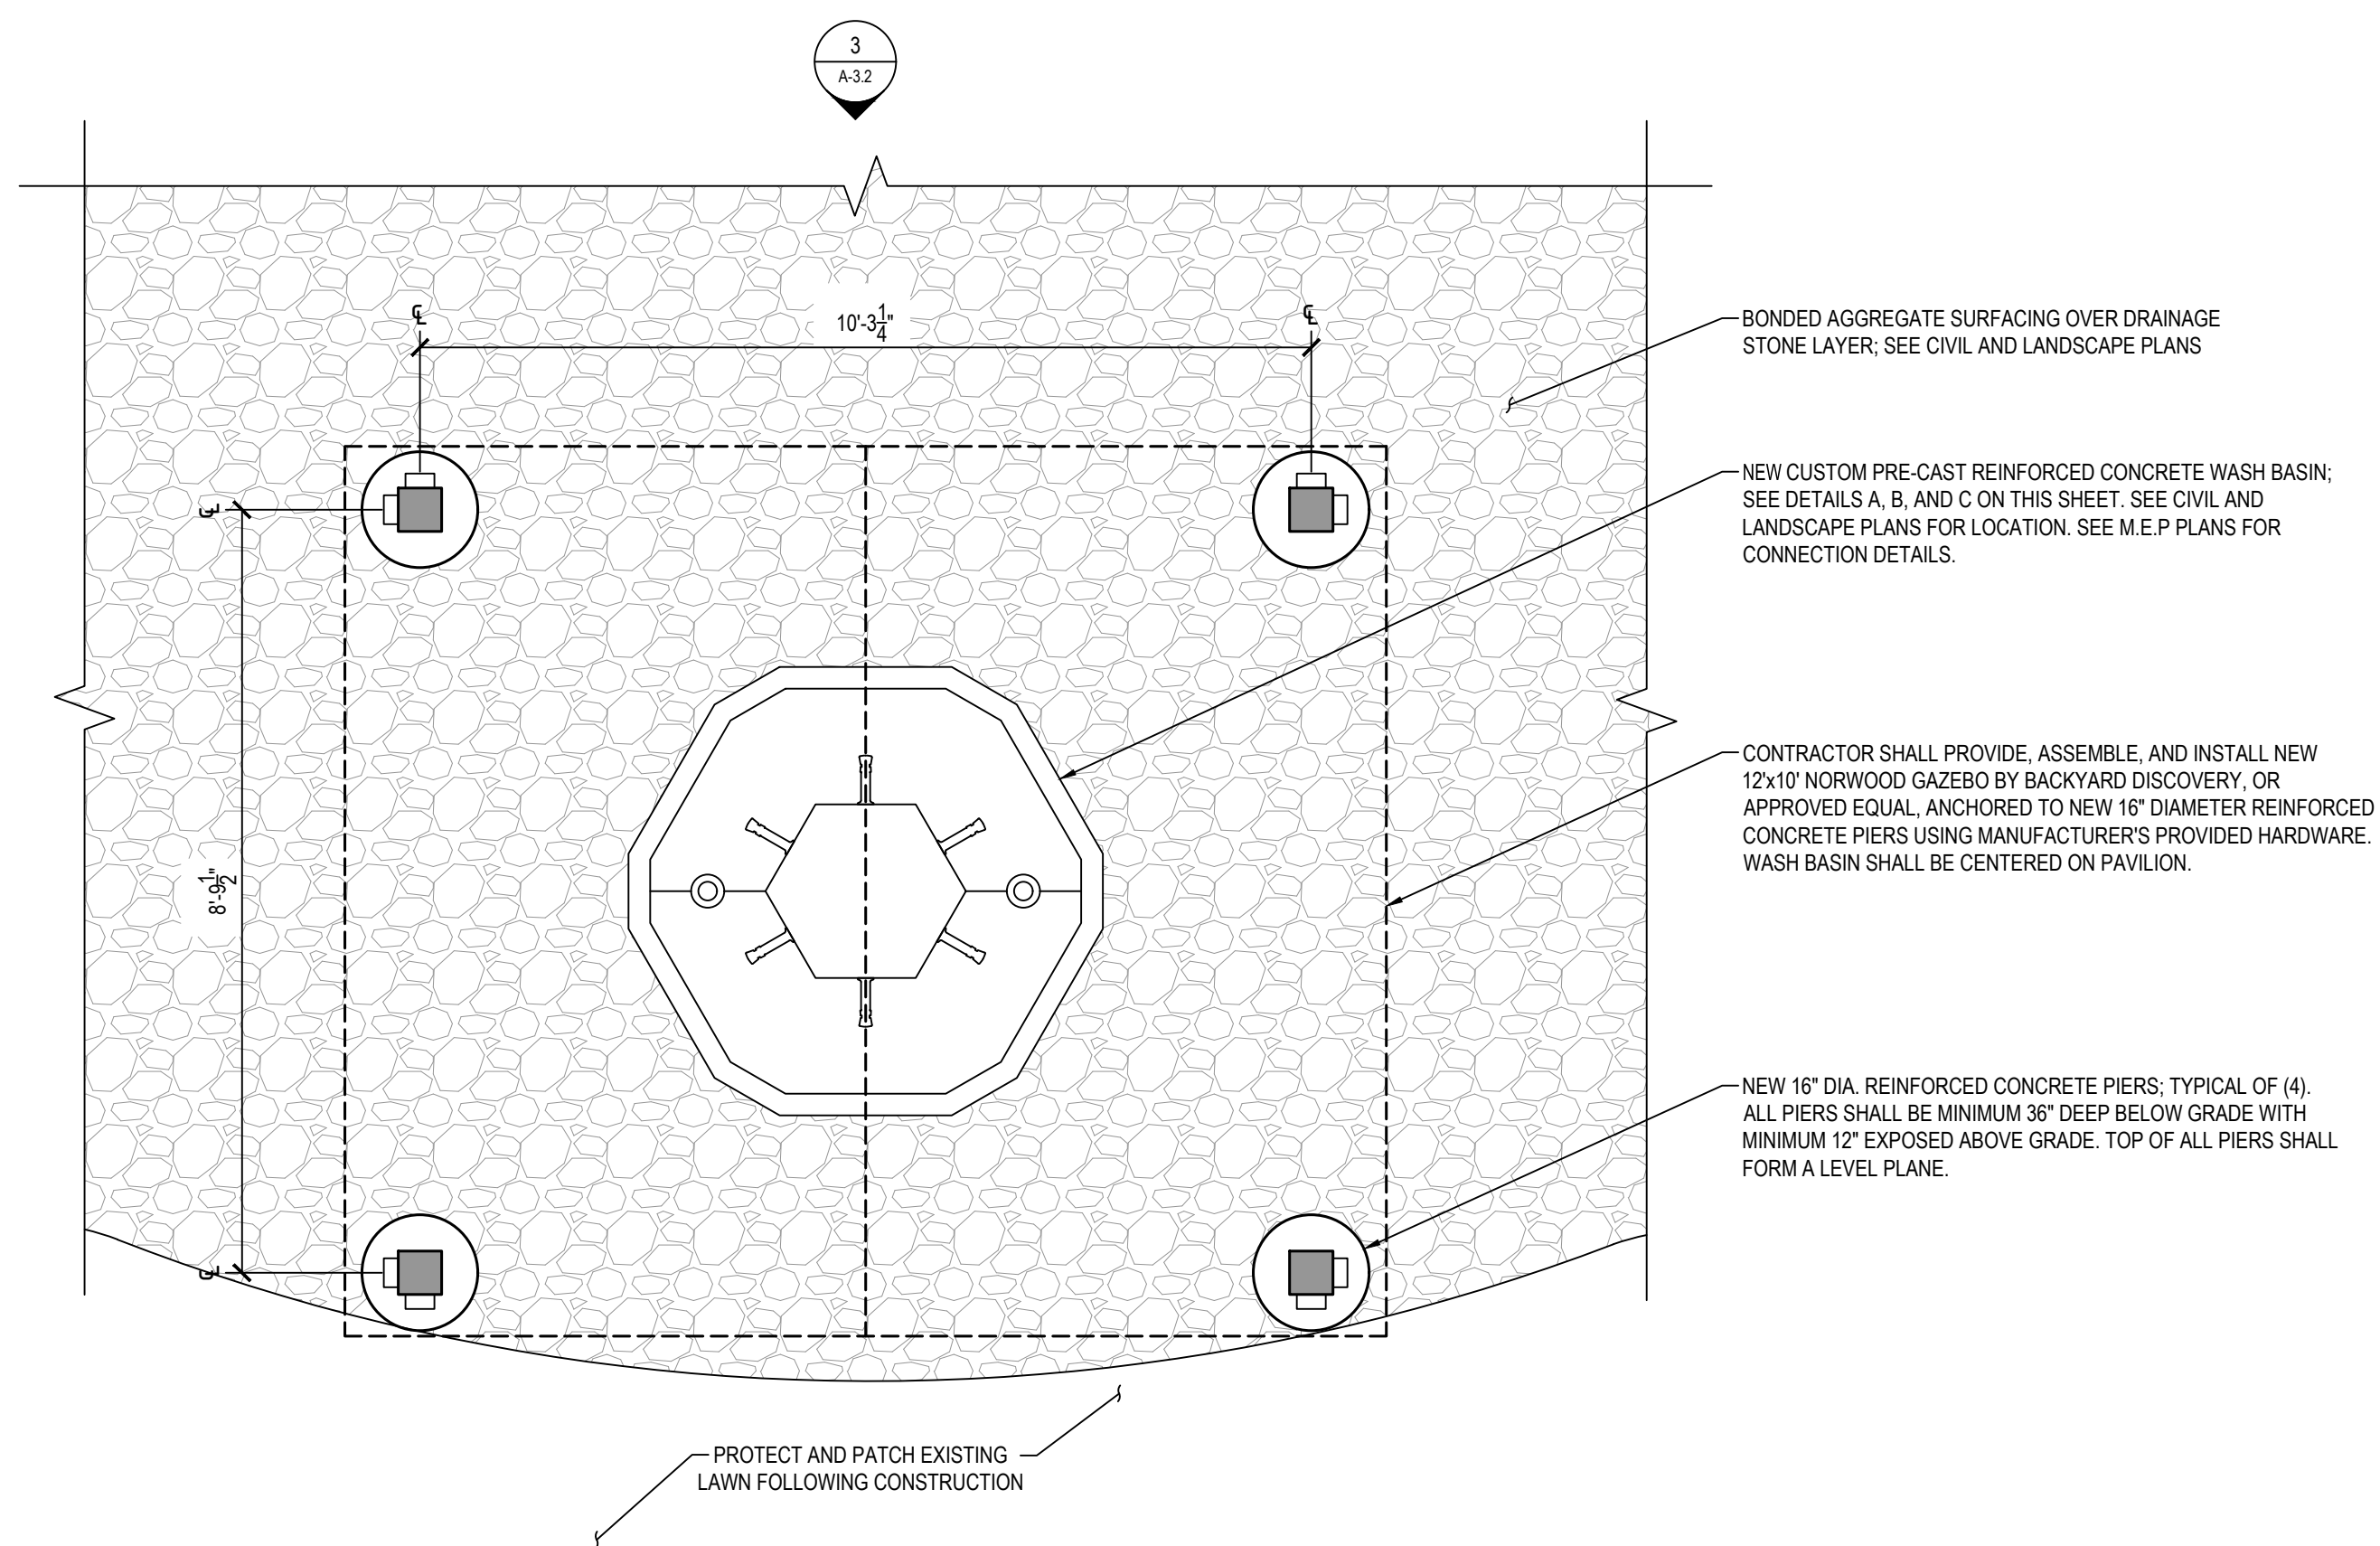 3
A-3.2
℄
℄
10'-3 1/4"
BONDED AGGREGATE SURFACING OVER DRAINAGE
STONE LAYER; SEE CIVIL AND LANDSCAPE PLANS
NEW CUSTOM PRE-CAST REINFORCED CONCRETE WASH BASIN;
SEE DETAILS A, B, AND C ON THIS SHEET. SEE CIVIL AND
LANDSCAPE PLANS FOR LOCATION. SEE M.E.P PLANS FOR
CONNECTION DETAILS.
℄
8'-9 1/2"
℄
CONTRACTOR SHALL PROVIDE, ASSEMBLE, AND INSTALL NEW
12'x10' NORWOOD GAZEBO BY BACKYARD DISCOVERY, OR
APPROVED EQUAL, ANCHORED TO NEW 16" DIAMETER REINFORCED
CONCRETE PIERS USING MANUFACTURER'S PROVIDED HARDWARE.
WASH BASIN SHALL BE CENTERED ON PAVILION.
NEW 16" DIA. REINFORCED CONCRETE PIERS; TYPICAL OF (4).
ALL PIERS SHALL BE MINIMUM 36" DEEP BELOW GRADE WITH
MINIMUM 12" EXPOSED ABOVE GRADE. TOP OF ALL PIERS SHALL
FORM A LEVEL PLANE.
PROTECT AND PATCH EXISTING
LAWN FOLLOWING CONSTRUCTION